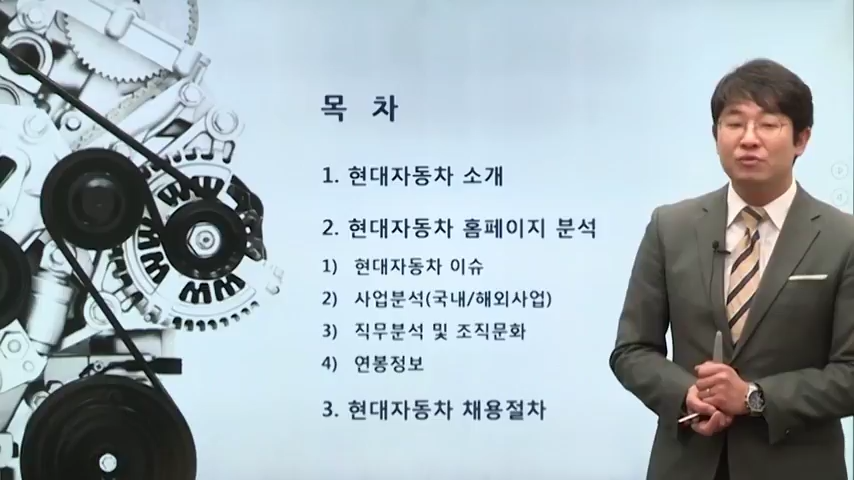 목 차
1. 현대자동차 소개
2. 현대자동차 홈페이지 분석
1) 현대자동차 이슈
2) 사업분석(국내/해외사업)
3) 직무분석 및 조직문화
4) 연봉정보
3. 현대자동차 채용절차